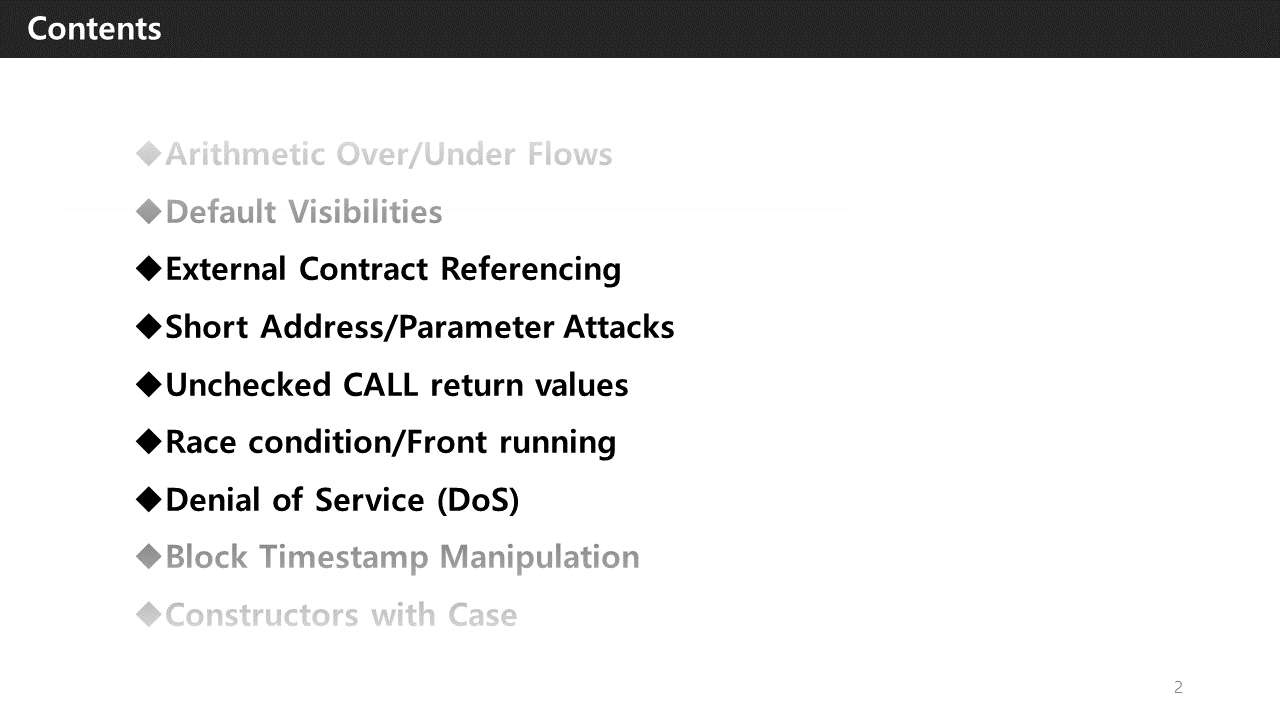 Contents
◆Arithmetic Over/Under Flows
◆Default Visibilities
◆External Contract Referencing
◆Short Address/Parameter Attacks
◆Unchecked CALL return values
◆Race condition/Front running
◆Denial of Service (DoS)
◆Block Timestamp Manipulation
◆Constructors with Case
2